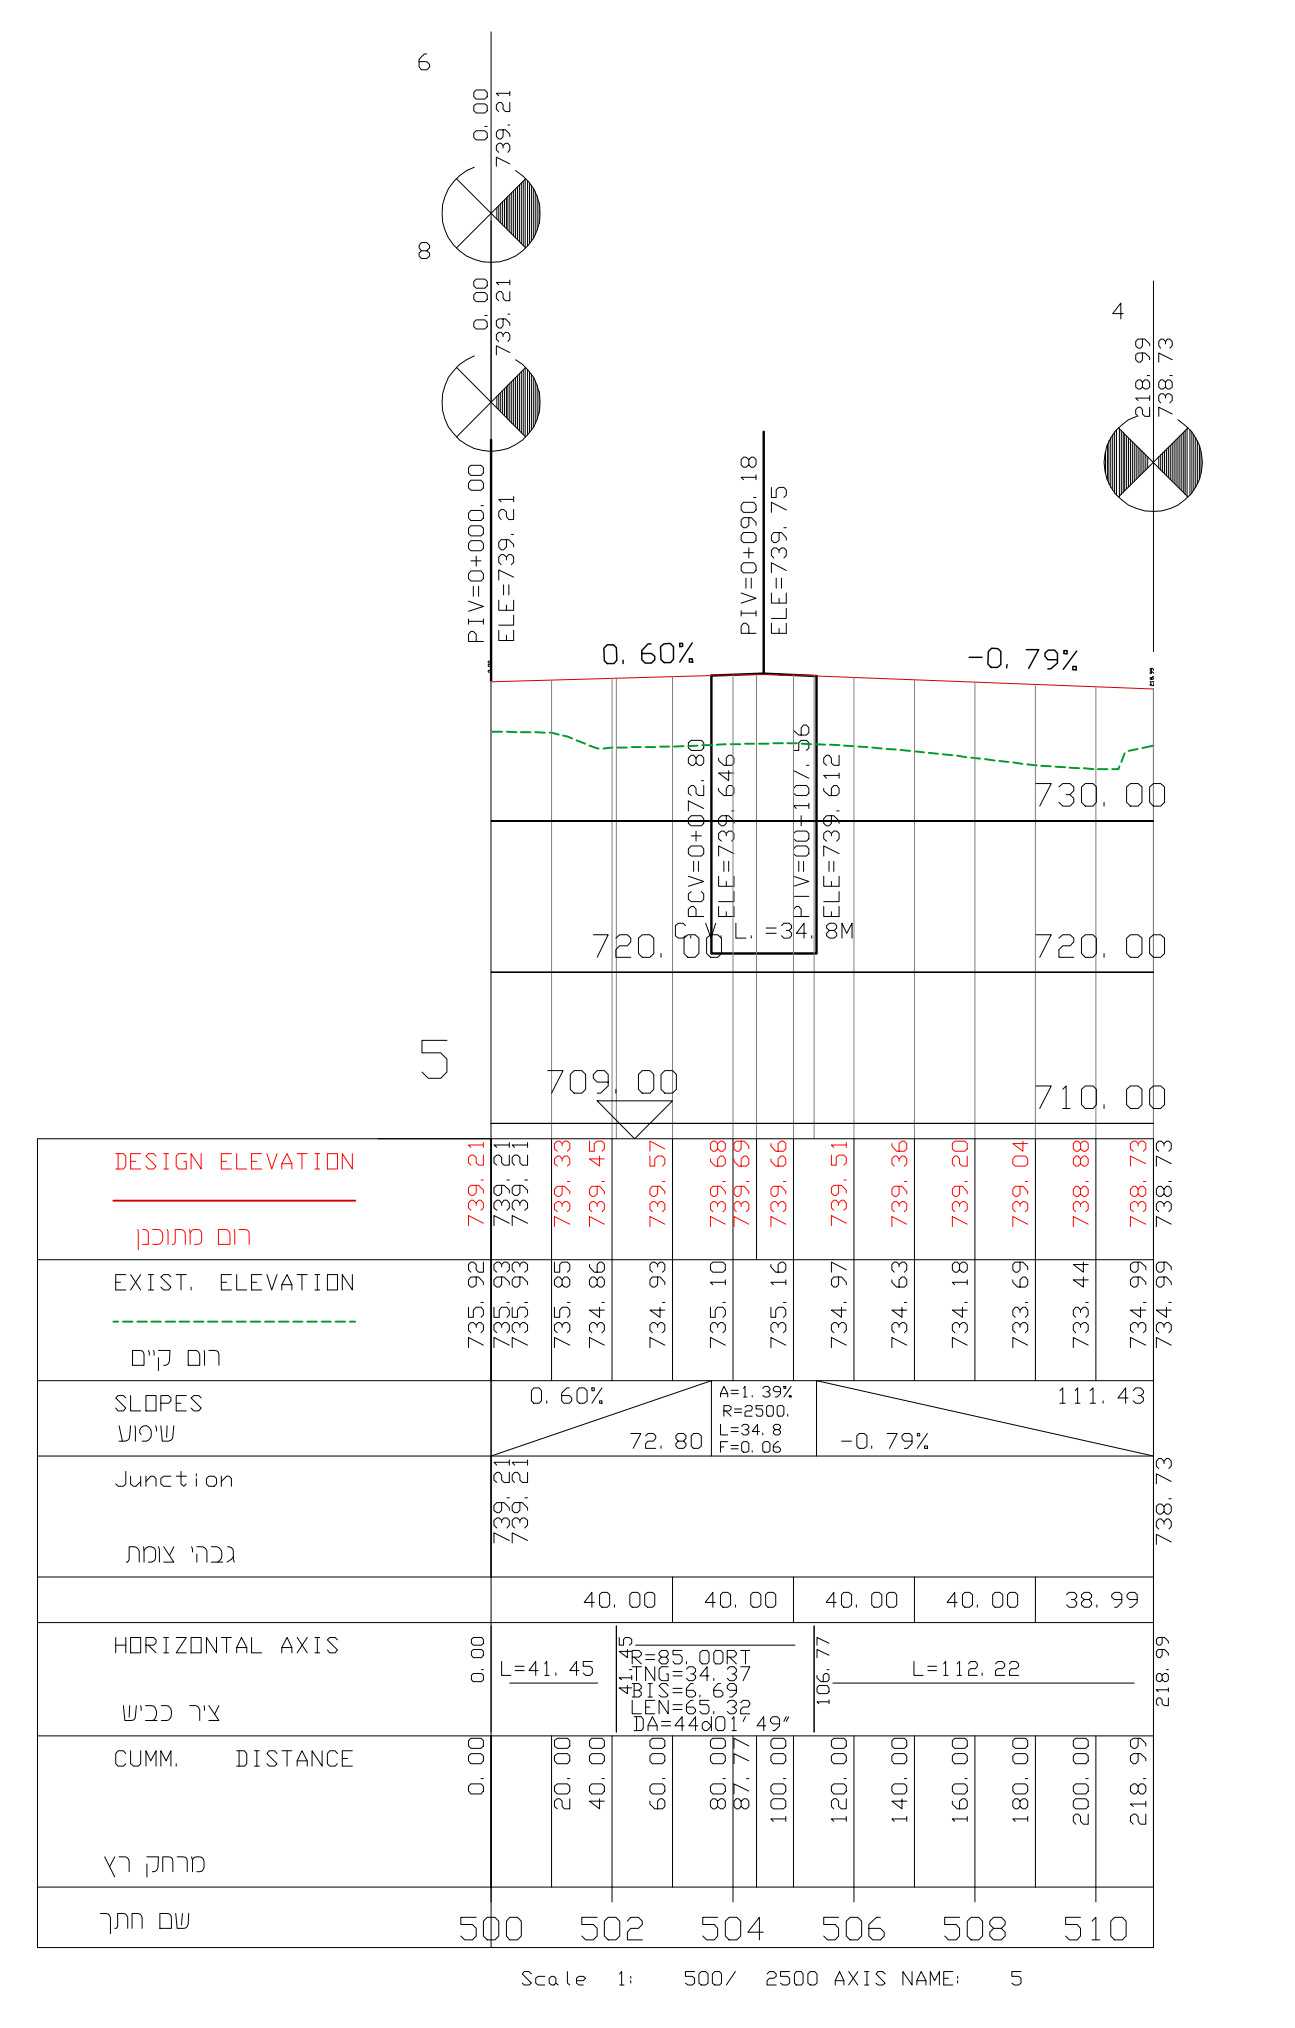 6
0.00
739.21
8
0.00
739.21
4
218.99
738.73
PIV=0+000.00
ELE=739.21
PIV=0+090.18
ELE=739.75
0.60%
-0.79%
730.00
PCV=0+072.80
ELE=739.646
PTV=00+107.56
ELE=739.612
C.V.L.=34.8M
720.00
720.00
5
709.00
710.00
DESIGN ELEVATION
רום מתוכנן
739.21 739.21 739.21 739.33 739.45 739.57 739.68 739.69 739.66 739.51 739.36 739.20 739.04 738.88 738.73 738.73
EXIST. ELEVATION
רום קיים
735.92 735.93 735.93 735.85 734.86 734.93 735.10 735.16 734.97 734.63 734.18 733.69 733.44 734.99 734.99
SLOPES
שיפוע
0.60%
72.80
A=1.39%
R=2500.
L=34.8
F=0.06
-0.79%
111.43
Junction
גבהי צומת
739.21 739.21 738.73
40.00 40.00 40.00 40.00 38.99
HORIZONTAL AXIS
ציר כביש
0.00
L=41.45
41.45
R=85.00RT
TNG=34.37
BIS=6.69
LEN=65.32
DA=44d01'49"
106.77
L=112.22
218.99
CUMM. DISTANCE
מרחק רץ
0.00 20.00 40.00 60.00 80.00 87.77 100.00 120.00 140.00 160.00 180.00 200.00 218.99
שם חתך
500 502 504 506 508 510
Scale 1: 500/ 2500 AXIS NAME: 5